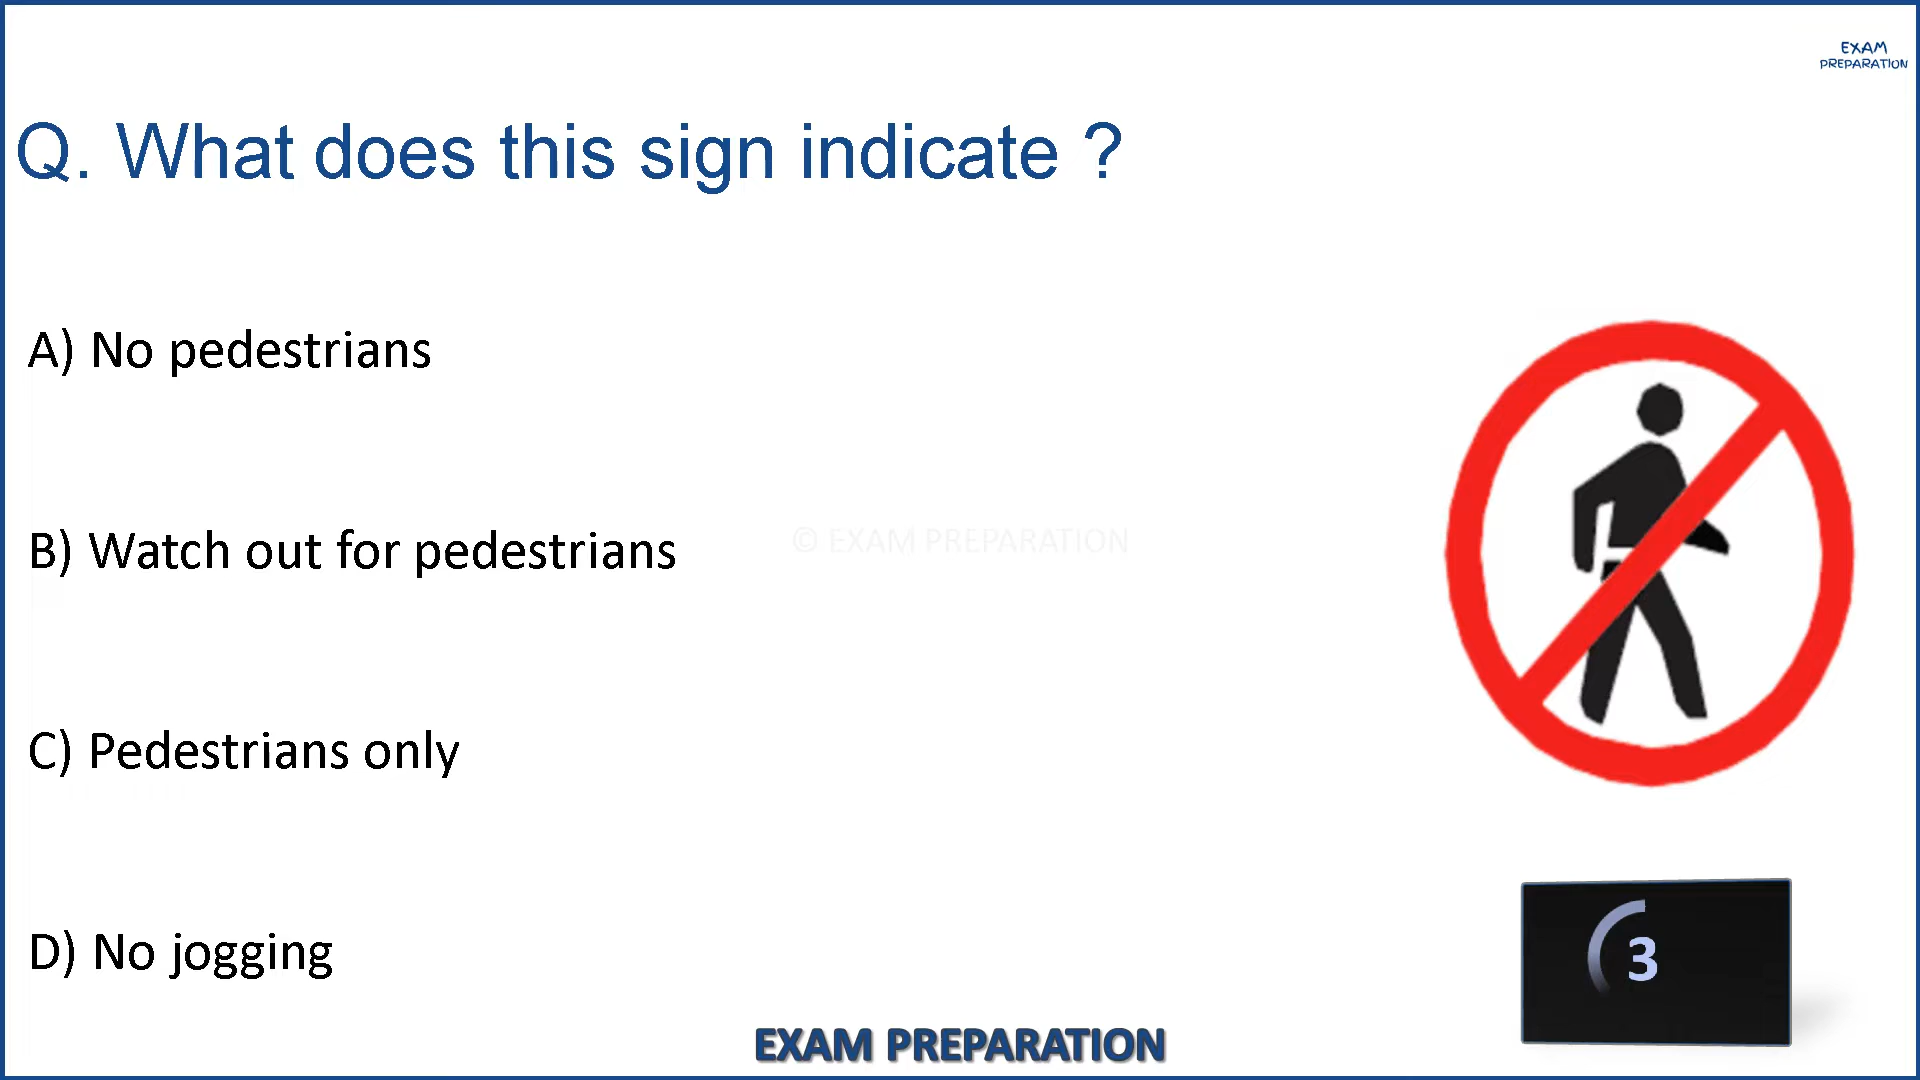 EXAM
PREPARATION
Q. What does this sign indicate ?
A) No pedestrians
B) Watch out for pedestrians
© EXAM PREPARATION
C) Pedestrians only
D) No jogging
3
EXAM PREPARATION